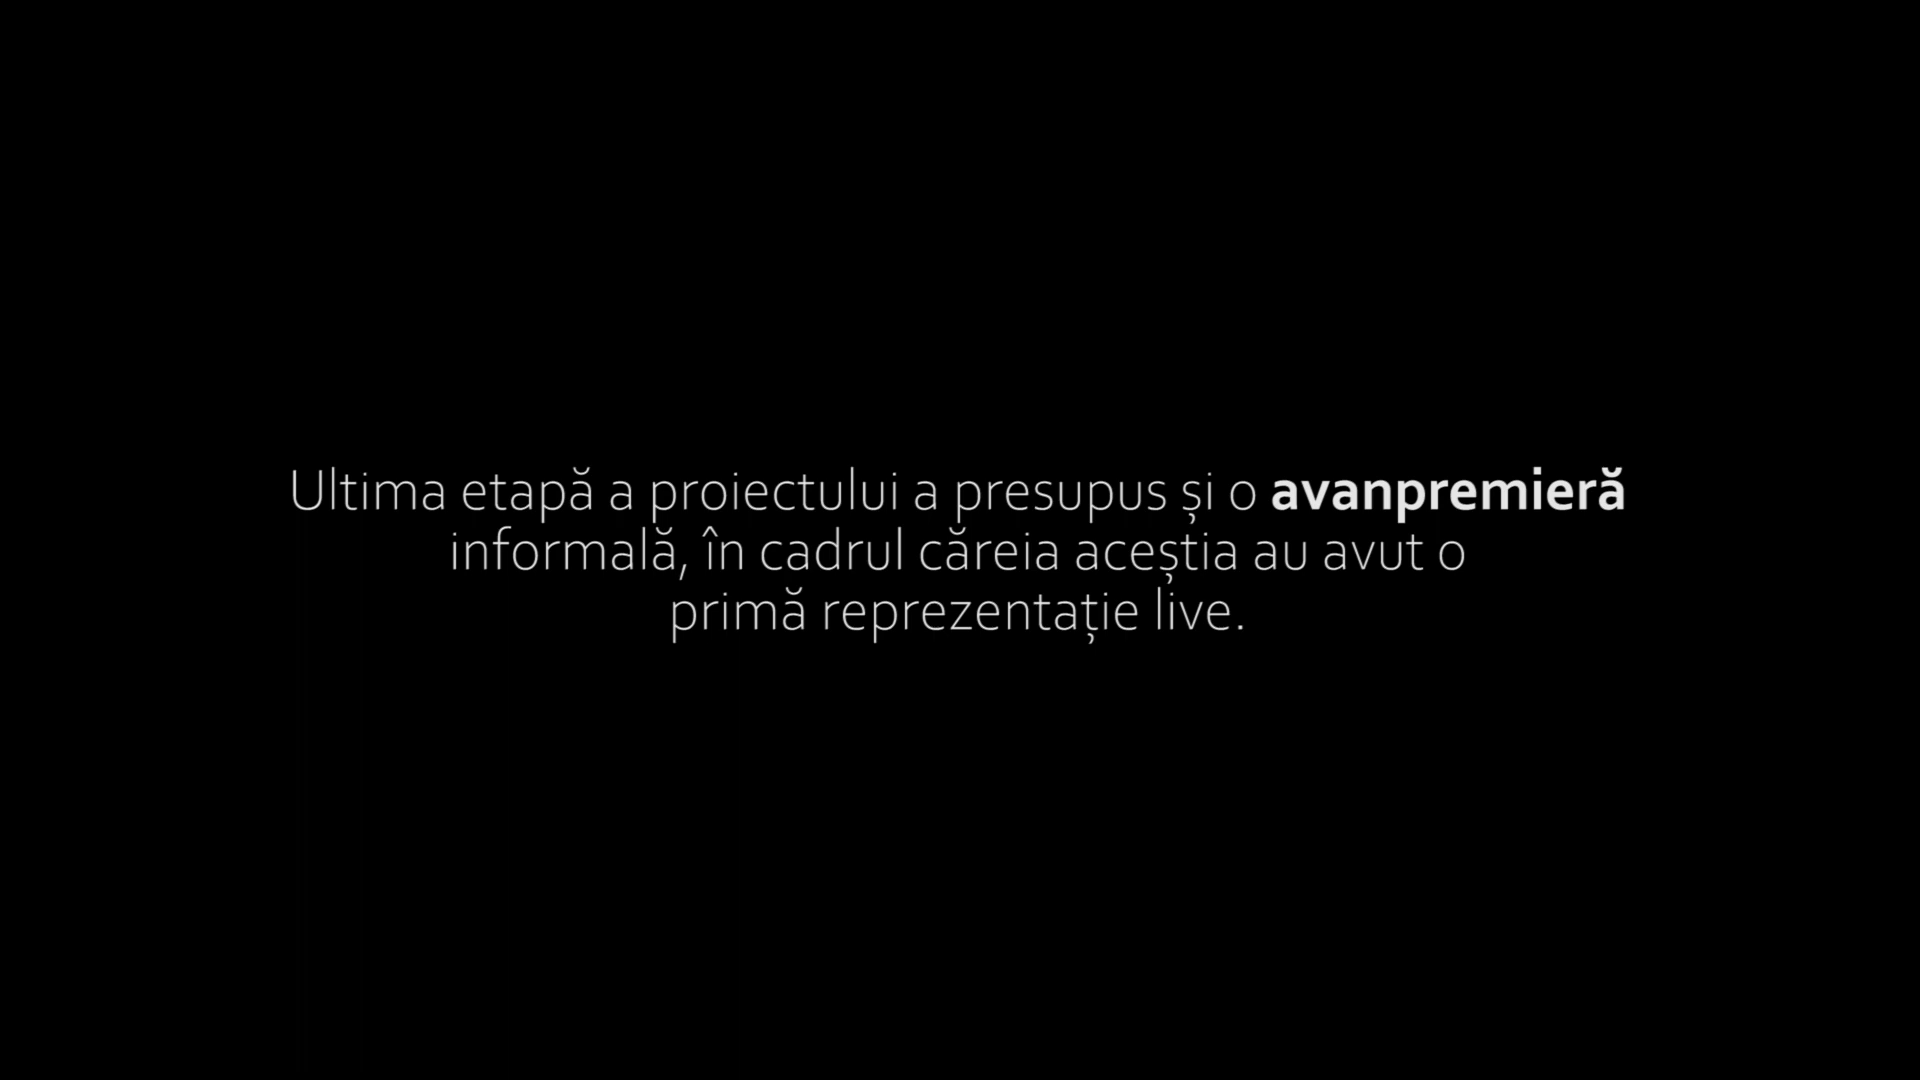 Ultima etapă a proiectului a presupus și o avanpremieră
informală, în cadrul căreia aceștia au avut o
primă reprezentație live.